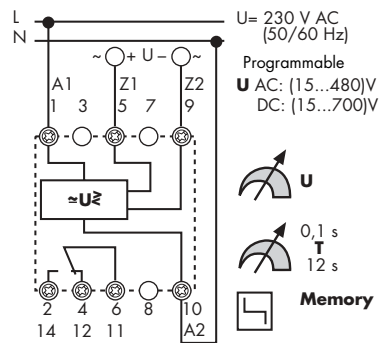 L
N
U= 230 V AC
(50/60 Hz)
~ + U – ~
Programmable
U AC: (15...480)V
DC: (15...700)V
A1 Z1 Z2
1 3 5 7 9
≃U≷
U
0,1 s
T
12 s
Memory
2 4 6 8 10
14 12 11 A2